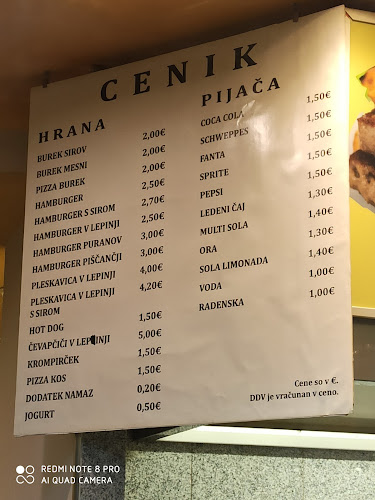 CENIK
HRANA
BUREK SIROV 2,00€
BUREK MESNI 2,00€
PIZZA BUREK 2,00€
HAMBURGER 2,50€
HAMBURGER S SIROM 2,70€
HAMBURGER V LEPINJI 2,50€
HAMBURGER PURANOV 3,00€
HAMBURGER PIŠČANČJI 3,00€
PLESKAVICA V LEPINJI 4,00€
PLESKAVICA V LEPINJI 4,20€
S SIROM
HOT DOG 1,50€
ČEVAPČIČI V LEPINJI 5,00€
KROMPIRČEK 1,50€
PIZZA KOS 1,50€
DODATEK NAMAZ 0,20€
JOGURT 0,50€
PIJAČA
COCA COLA 1,50€
SCHWEPPES 1,50€
FANTA 1,50€
SPRITE 1,50€
PEPSI 1,50€
LEDENI ČAJ 1,30€
MULTI SOLA 1,40€
ORA 1,30€
SOLA LIMONADA 1,40€
VODA 1,00€
RADENSKA 1,00€
Cene so v €.
DDV je vračunan v ceno.
REDMI NOTE 8 PRO
AI QUAD CAMERA